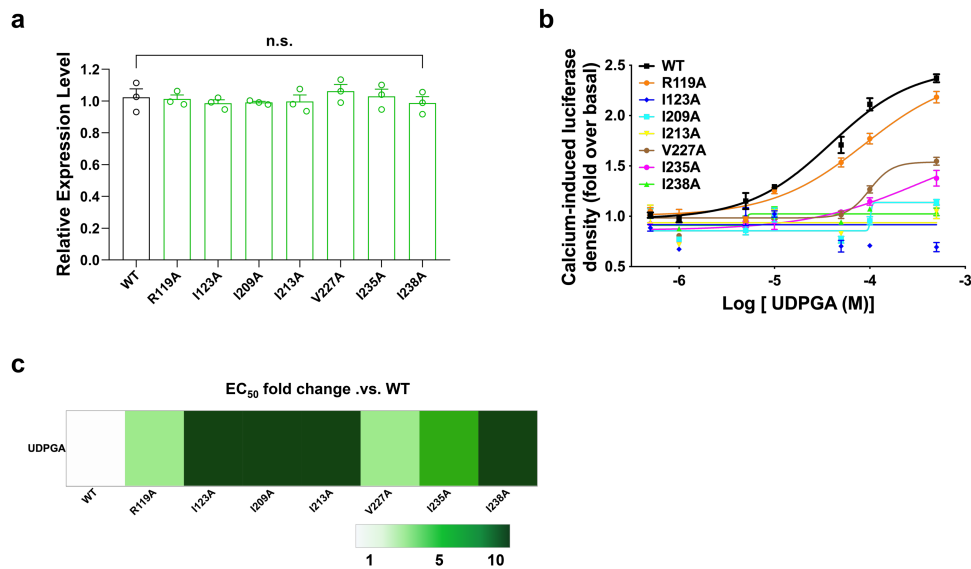 a
n.s.
Relative Expression Level
1.2
1.0
0.8
0.6
0.4
0.2
0.0
WT
R119A
I123A
I209A
I213A
V227A
I235A
I238A
b
Calcium-induced luciferase
density (fold over basal)
2.5
2.0
1.5
1.0
0.5
WT
R119A
I123A
I209A
I213A
V227A
I235A
I238A
-6
-5
-4
-3
Log [ UDPGA (M)]
c
EC50 fold change .vs. WT
UDPGA
WT
R119A
I123A
I209A
I213A
V227A
I235A
I238A
1
5
10